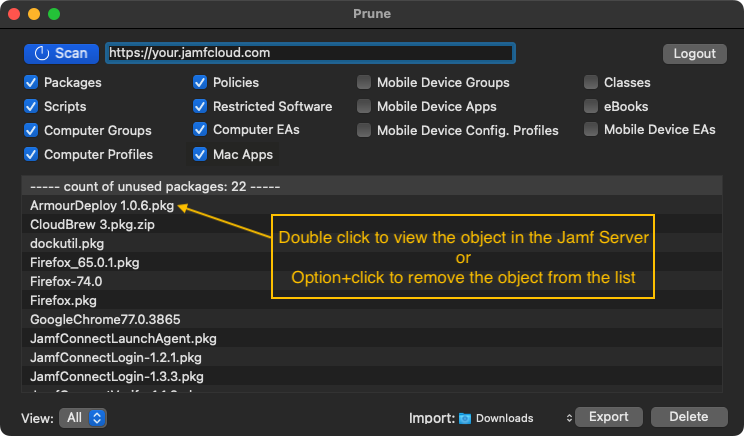 Prune
Scan https://your.jamfcloud.com Logout
Packages Policies Mobile Device Groups Classes
Scripts Restricted Software Mobile Device Apps eBooks
Computer Groups Computer EAs Mobile Device Config. Profiles Mobile Device EAs
Computer Profiles Mac Apps
----- count of unused packages: 22 -----
ArmourDeploy 1.0.6.pkg
CloudBrew 3.pkg.zip
dockutil.pkg
Firefox_65.0.1.pkg
Firefox-74.0
Firefox.pkg
GoogleChrome77.0.3865
JamfConnectLaunchAgent.pkg
JamfConnectLogin-1.2.1.pkg
JamfConnectLogin-1.3.3.pkg
Double click to view the object in the Jamf Server
or
Option+click to remove the object from the list
View: All Import: Downloads Export Delete